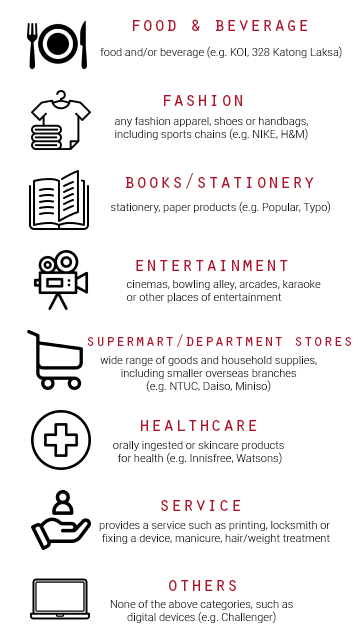 FOOD & BEVERAGE
food and/or beverage (e.g. KOI, 328 Katong Laksa)
FASHION
any fashion apparel, shoes or handbags,
including sports chains (e.g. NIKE, H&M)
BOOKS/STATIONERY
stationery, paper products (e.g. Popular, Typo)
ENTERTAINMENT
cinemas, bowling alley, arcades, karaoke
or other places of entertainment
SUPERMART/DEPARTMENT STORES
wide range of goods and household supplies,
including smaller overseas branches
(e.g. NTUC, Daiso, Miniso)
HEALTHCARE
orally ingested or skincare products
for health (e.g. Innisfree, Watsons)
SERVICE
provides a service such as printing, locksmith or
fixing a device, manicure, hair/weight treatment
OTHERS
None of the above categories, such as
digital devices (e.g. Challenger)